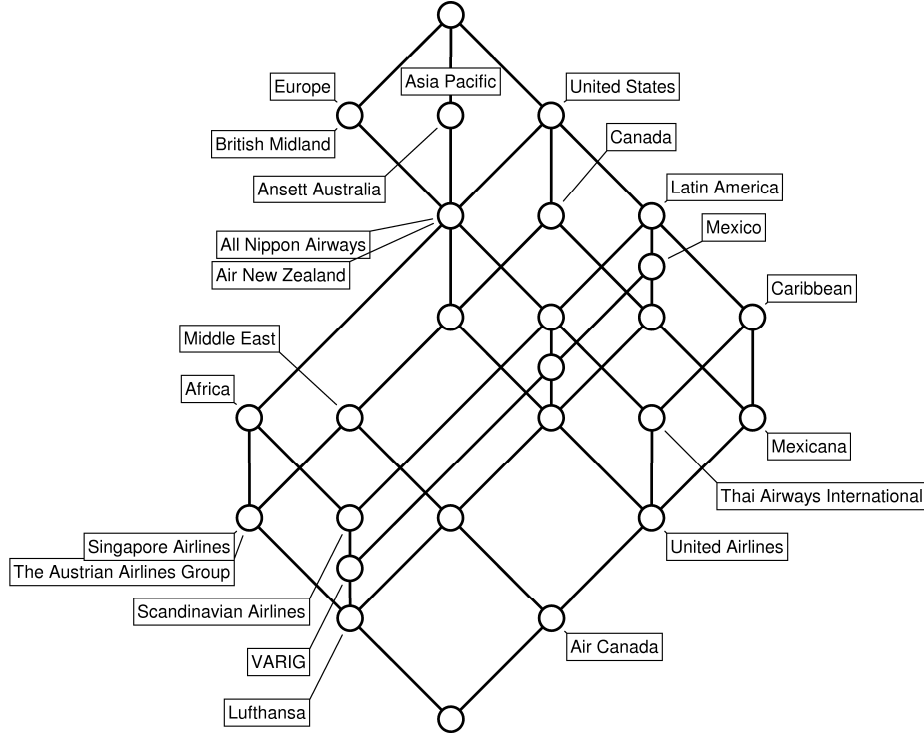 Asia Pacific
Europe
United States
Canada
British Midland
Ansett Australia
Latin America
Mexico
All Nippon Airways
Air New Zealand
Caribbean
Middle East
Africa
Mexicana
Thai Airways International
Singapore Airlines
United Airlines
The Austrian Airlines Group
Scandinavian Airlines
Air Canada
VARIG
Lufthansa